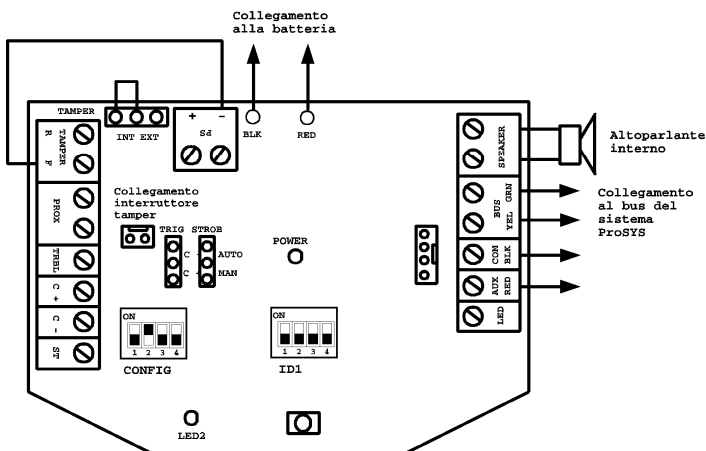 Collegamento
alla batteria
TAMPER
INT EXT
+ -
PS
BLK
RED
TAMPER
R
F
PROX
TRBL
C +
C -
ST
Collegamento
interruttore
tamper
TRIG STROB
C - AUTO
C - MAN
POWER
ON
1 2 3 4
CONFIG
ON
1 2 3 4
ID1
LED2
SPEAKER
BUS
GRN
YEL
COM
BLK
AUX
RED
LED
Altoparlante
interno
Collegamento
al bus del
sistema
ProSYS